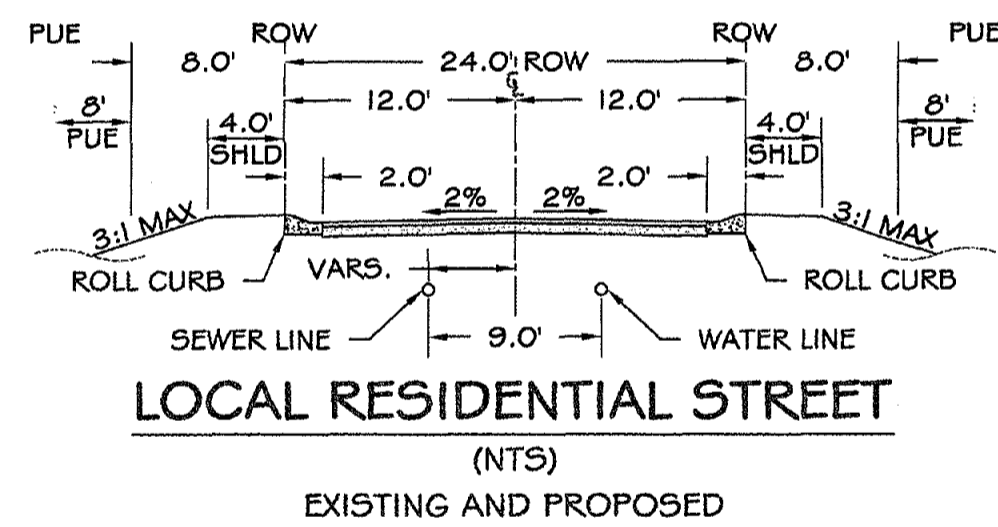 PUE ROW ROW PUE
8.0' 24.0' ROW 8.0'
℄
12.0' 12.0'
8' 4.0' 4.0' 8'
PUE SHLD SHLD PUE
2.0' 2.0'
2% 2%
3:1 MAX 3:1 MAX
ROLL CURB VARS. ROLL CURB
SEWER LINE 9.0' WATER LINE
LOCAL RESIDENTIAL STREET
(NTS)
EXISTING AND PROPOSED